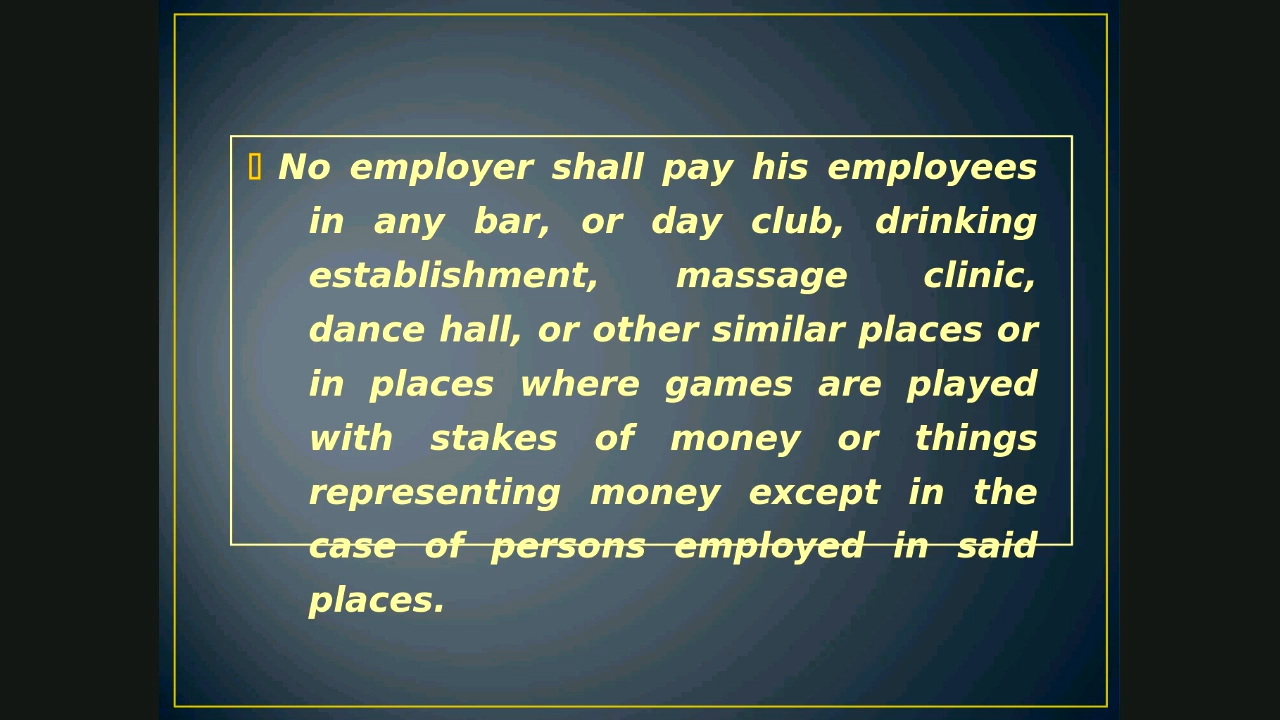 No employer shall pay his employees
in any bar, or day club, drinking
establishment, massage clinic,
dance hall, or other similar places or
in places where games are played
with stakes of money or things
representing money except in the
case of persons employed in said
places.